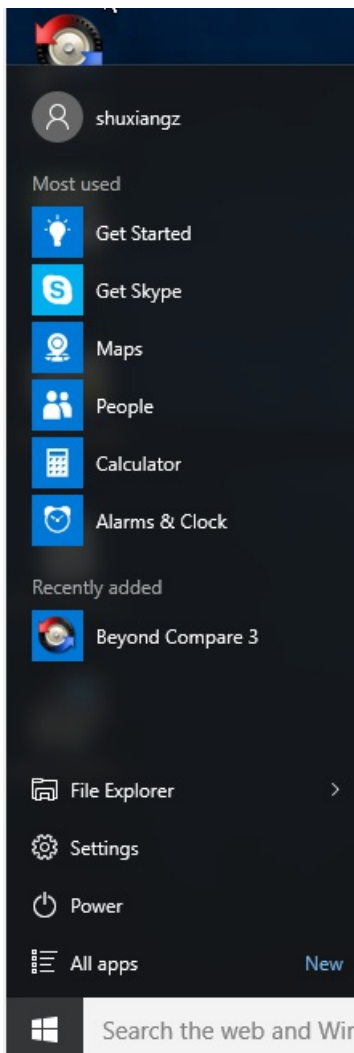 shuxiangz
Most used
Get Started
Get Skype
Maps
People
Calculator
Alarms & Clock
Recently added
Beyond Compare 3
File Explorer
Settings
Power
All apps New
Search the web and Win